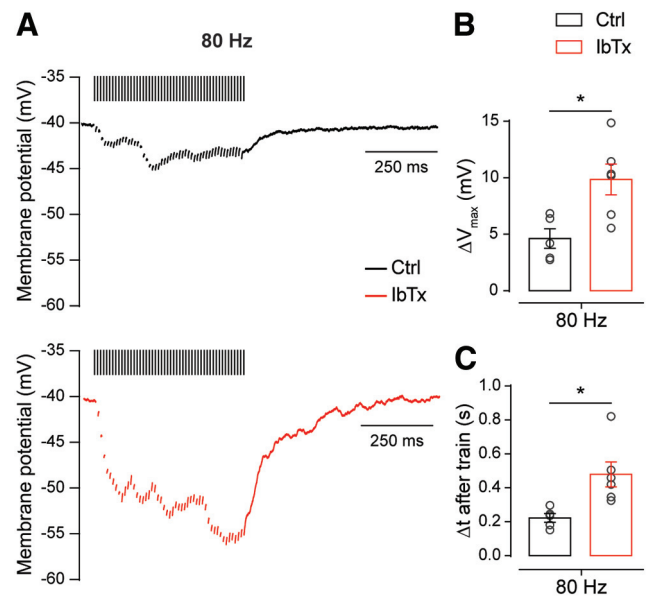 A
80 Hz
Membrane potential (mV)
-35
-40
-45
-50
-55
-60
250 ms
Ctrl
IbTx
Membrane potential (mV)
-35
-40
-45
-50
-55
-60
250 ms
B
Ctrl
IbTx
*
ΔVmax (mV)
15
10
5
0
80 Hz
C
*
Δt after train (s)
1.0
0.8
0.6
0.4
0.2
0.0
80 Hz